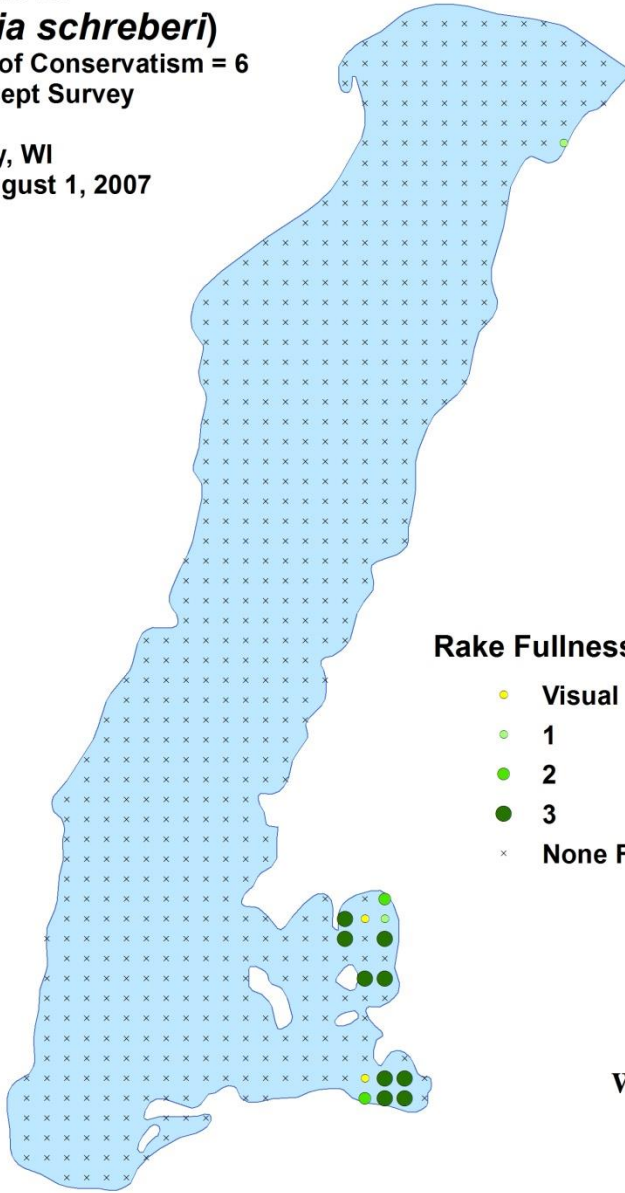 ia schreberi)
of Conservatism = 6
ept Survey
y, WI
gust 1, 2007
Rake Fullness
Visual
1
2
3
None F